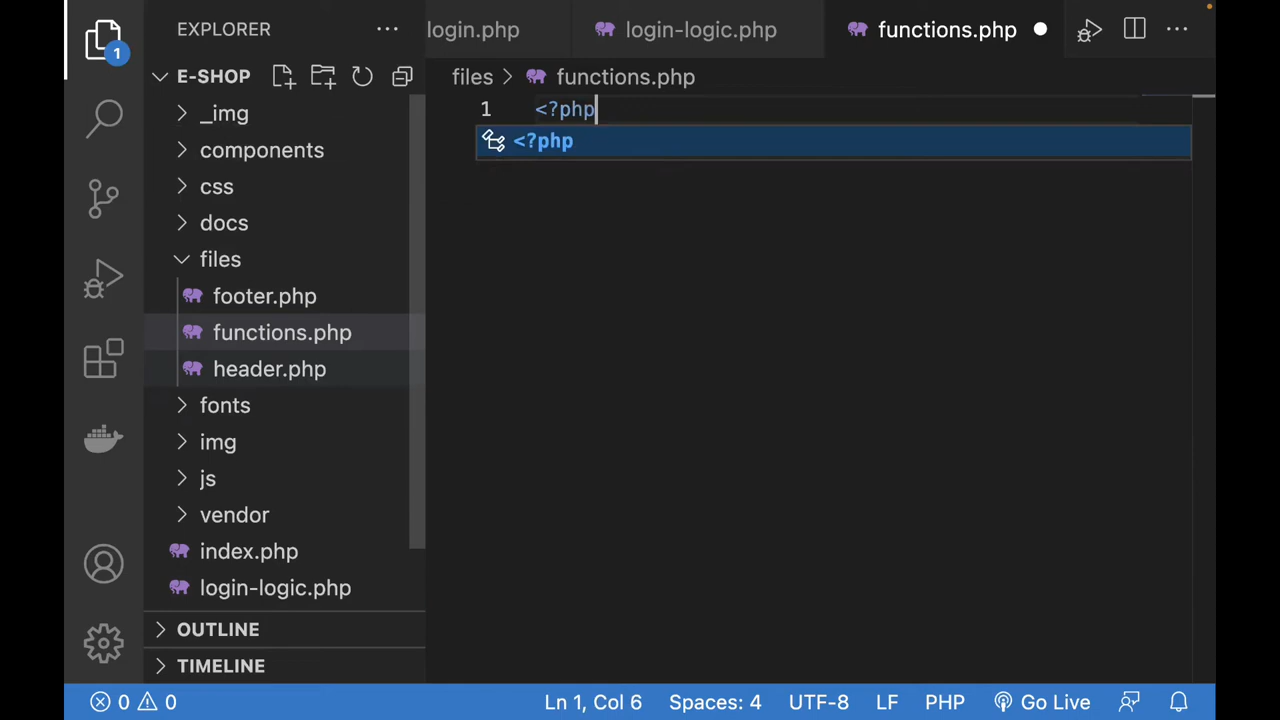 EXPLORER
1
E-SHOP
_img
components
css
docs
files
footer.php
functions.php
header.php
fonts
img
js
vendor
index.php
login-logic.php
OUTLINE
TIMELINE
login.php
login-logic.php
functions.php
files
functions.php
1 <?php
<?php
0 0
Ln 1, Col 6
Spaces: 4
UTF-8
LF
PHP
Go Live